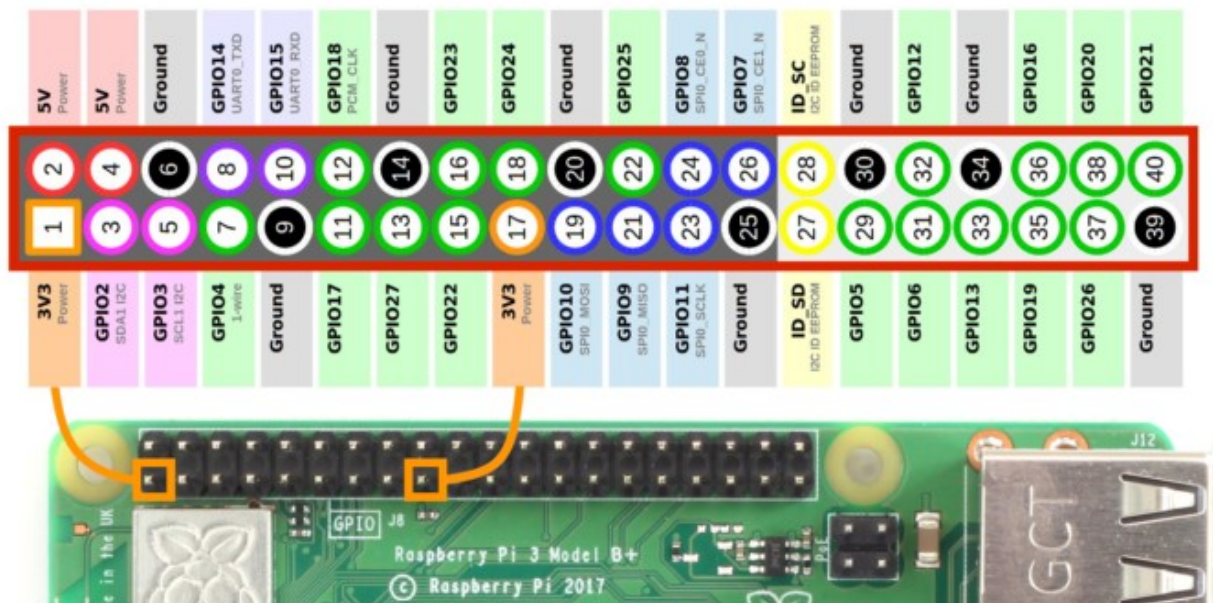 5V
Power
5V
Power
Ground
GPIO14
UART0_TXD
GPIO15
UART0_RXD
GPIO18
PCM_CLK
Ground
GPIO23
GPIO24
Ground
GPIO25
GPIO8
SPI0_CE0_N
GPIO7
SPI0_CE1_N
ID_SC
I2C ID EEPROM
Ground
GPIO12
Ground
GPIO16
GPIO20
GPIO21
2 4 6 8 10 12 14 16 18 20 22 24 26 28 30 32 34 36 38 40
1 3 5 7 9 11 13 15 17 19 21 23 25 27 29 31 33 35 37 39
3V3
Power
GPIO2
SDA1 I2C
GPIO3
SCL1 I2C
GPIO4
1-wire
Ground
GPIO17
GPIO27
GPIO22
3V3
Power
GPIO10
SPI0_MOSI
GPIO9
SPI0_MISO
GPIO11
SPI0_SCLK
Ground
ID_SD
I2C ID EEPROM
GPIO5
GPIO6
GPIO13
GPIO19
GPIO26
Ground
J12
GPIO J8
Raspberry Pi 3 Model B+
© Raspberry Pi 2017
PoE
GCT
e in the UK